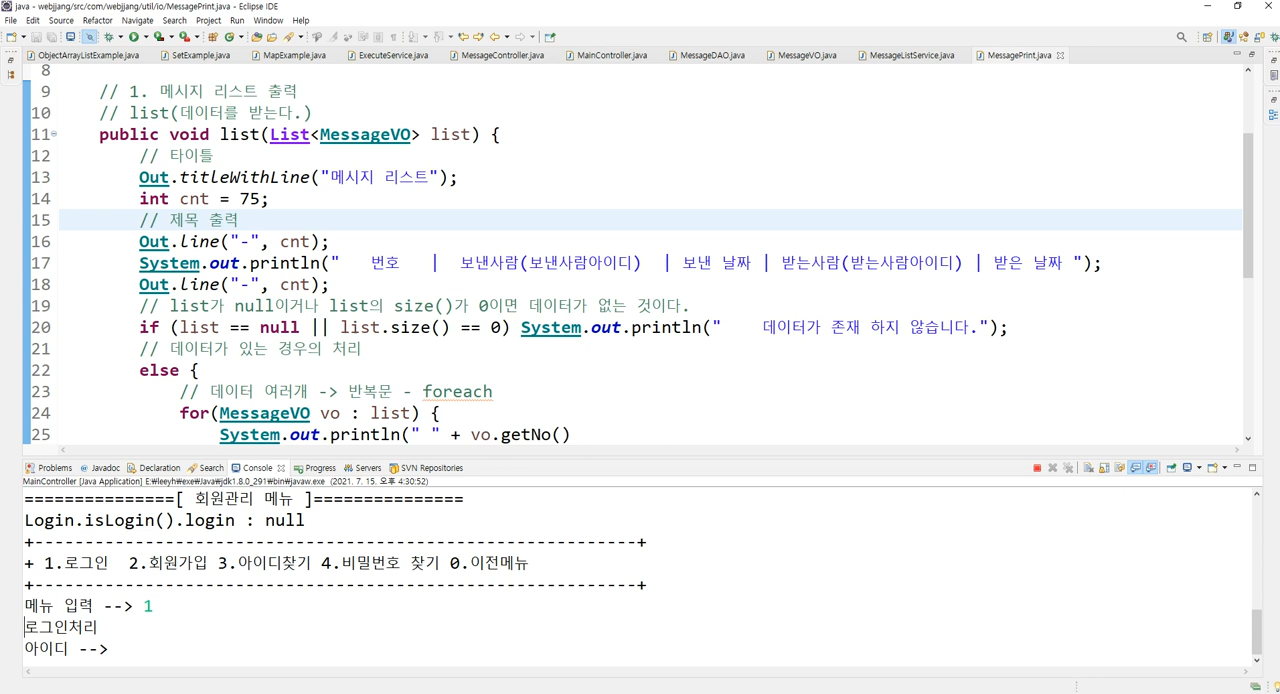 java - webjjang/src/com/webjjang/util/io/MessagePrint.java - Eclipse IDE
File Edit Source Refactor Navigate Search Project Run Window Help
ObjectArrayListExample.java SetExample.java MapExample.java ExecuteService.java MessageController.java MainController.java MessageDAO.java MessageVO.java MessageListService.java MessagePrint.java
8
9 // 1. 메시지 리스트 출력
10 // list(데이터를 받는다.)
11 public void list(List<MessageVO> list) {
12 // 타이틀
13 Out.titleWithLine("메시지 리스트");
14 int cnt = 75;
15 // 제목 출력
16 Out.line("-", cnt);
17 System.out.println(" 번호 | 보낸사람(보낸사람아이디) | 보낸 날짜 | 받는사람(받는사람아이디) | 받은 날짜 ");
18 Out.line("-", cnt);
19 // list가 null이거나 list의 size()가 0이면 데이터가 없는 것이다.
20 if (list == null || list.size() == 0) System.out.println(" 데이터가 존재 하지 않습니다.");
21 // 데이터가 있는 경우의 처리
22 else {
23 // 데이터 여러개 -> 반복문 - foreach
24 for(MessageVO vo : list) {
25 System.out.println(" " + vo.getNo()
Problems Javadoc Declaration Search Console Progress Servers SVN Repositories
MainController [Java Application] E:\leeyh\exe\Java\jdk1.8.0_291\bin\javaw.exe (2021. 7. 15. 오후 4:30:52)
===============[ 회원관리 메뉴 ]===============
Login.isLogin().login : null
+------------------------------------------------------------+
+ 1.로그인 2.회원가입 3.아이디찾기 4.비밀번호 찾기 0.이전메뉴
+------------------------------------------------------------+
메뉴 입력 --> 1
로그인처리
아이디 -->